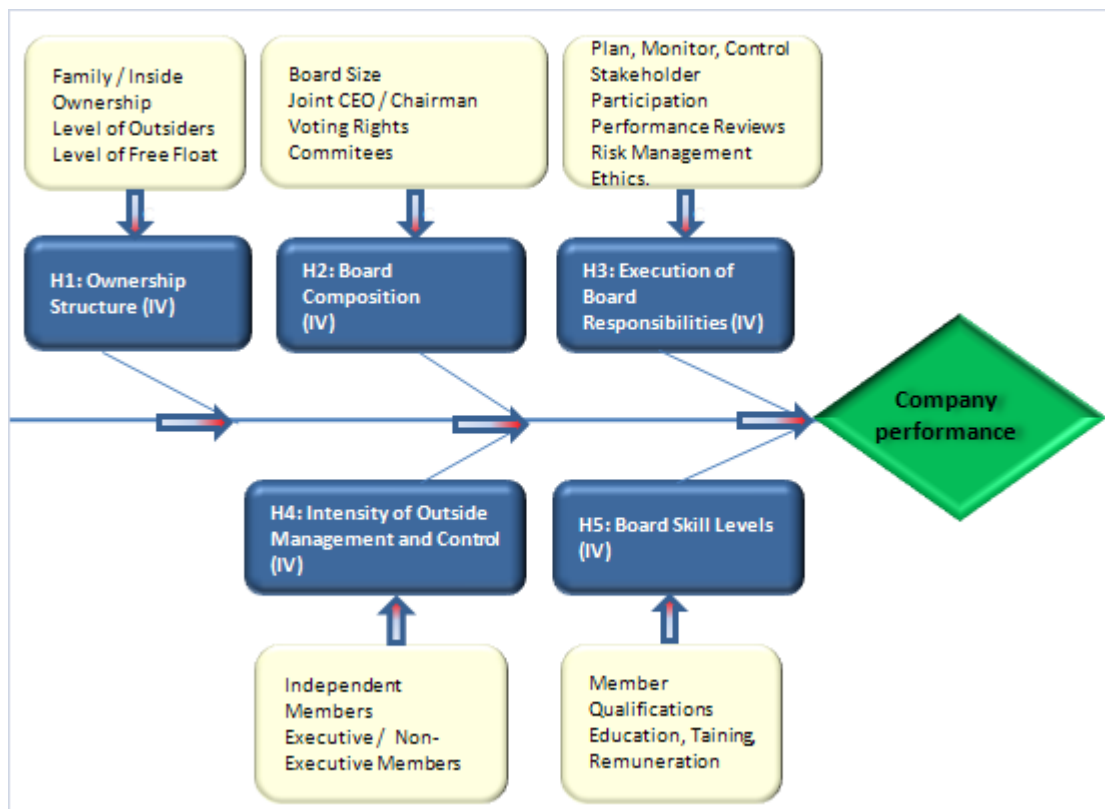 Family / Inside
Ownership
Level of Outsiders
Level of Free Float
Board Size
Joint CEO / Chairman
Voting Rights
Commitees
Plan, Monitor, Control
Stakeholder
Participation
Performance Reviews
Risk Management
Ethics.
H1: Ownership
Structure (IV)
H2: Board
Composition
(IV)
H3: Execution of
Board
Responsibilities (IV)
Company
performance
H4: Intensity of Outside
Management and Control
(IV)
H5: Board Skill Levels
(IV)
Independent
Members
Executive / Non-
Executive Members
Member
Qualifications
Education, Taining,
Remuneration